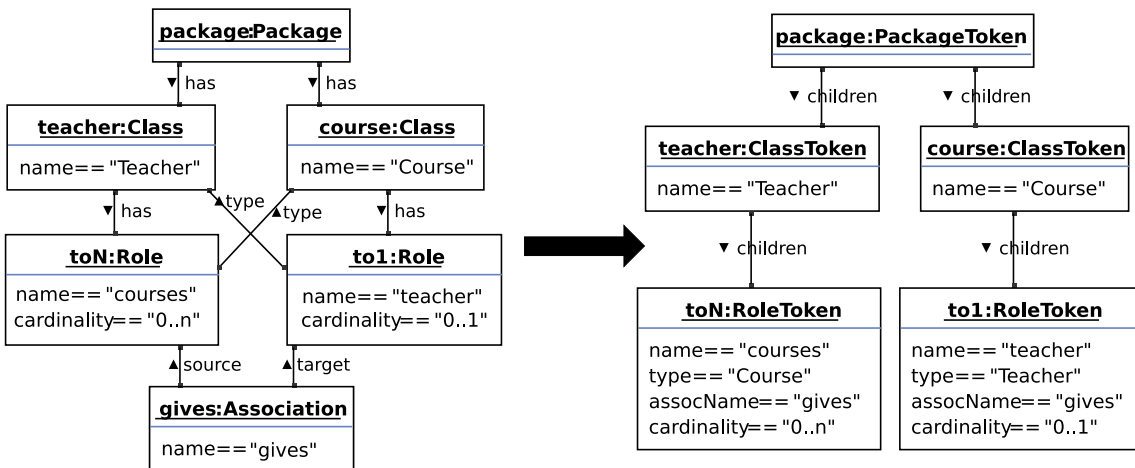 package:Package
▼ has
▼ has
teacher:Class
name== "Teacher"
course:Class
name== "Course"
▼ has
▲type
▲type
▼ has
toN:Role
name== "courses"
cardinality== "0..n"
to1:Role
name== "teacher"
cardinality== "0..1"
▲source
▲target
gives:Association
name== "gives"
package:PackageToken
▼ children
▼ children
teacher:ClassToken
name== "Teacher"
course:ClassToken
name== "Course"
▼ children
▼ children
toN:RoleToken
name== "courses"
type== "Course"
assocName== "gives"
cardinality== "0..n"
to1:RoleToken
name== "teacher"
type== "Teacher"
assocName== "gives"
cardinality== "0..1"